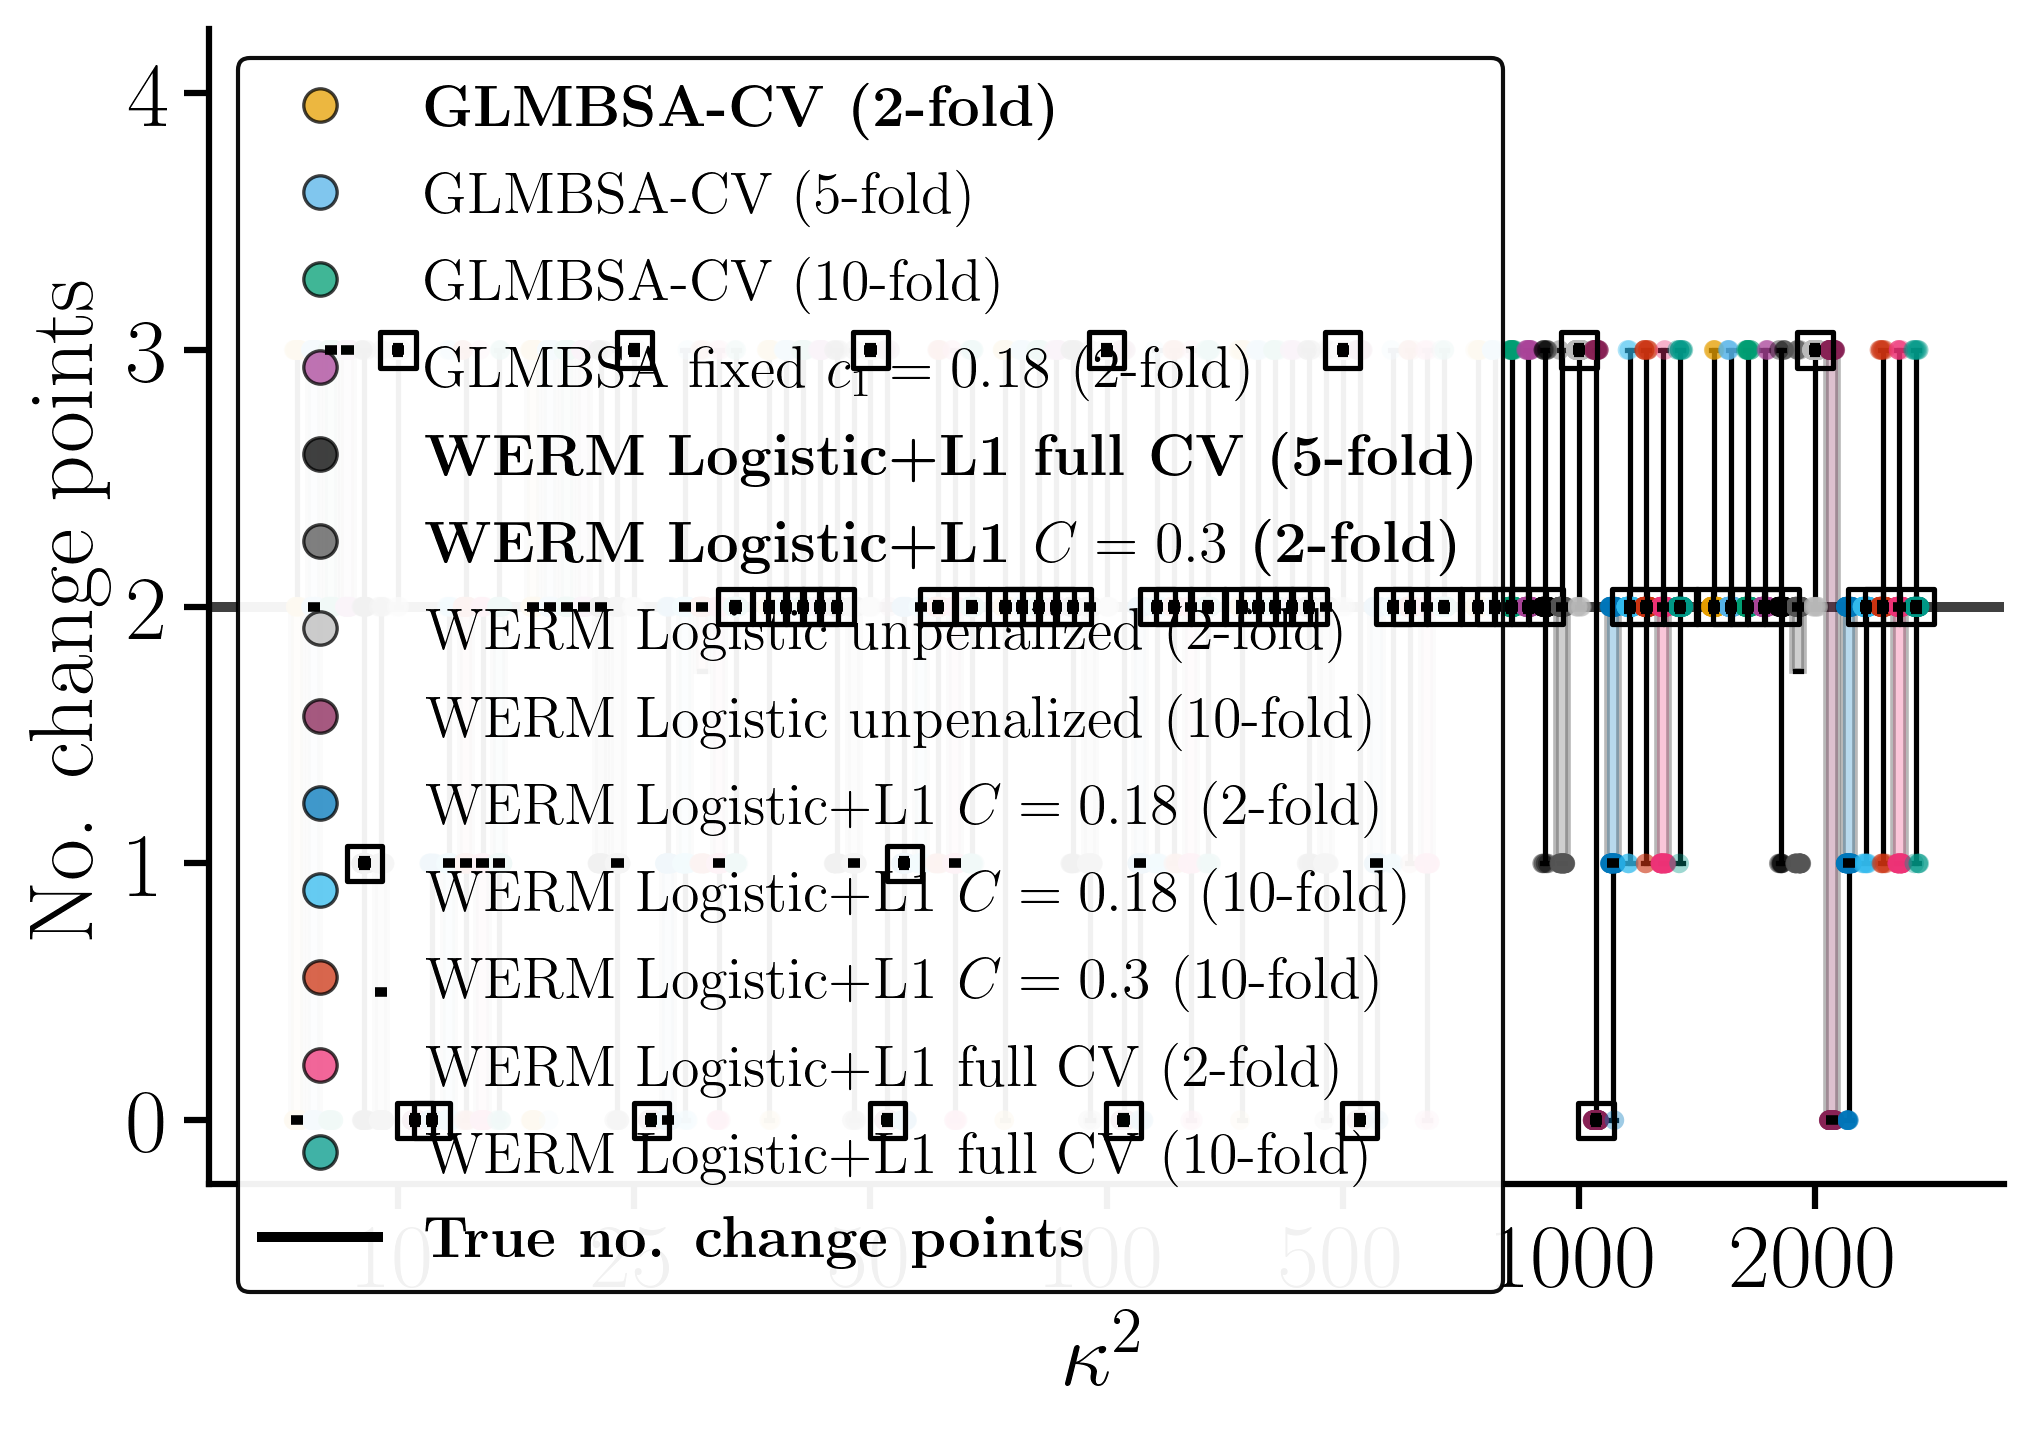 No. change points
4
3
2
1
0
GLMBSA-CV (2-fold)
GLMBSA-CV (5-fold)
GLMBSA-CV (10-fold)
GLMBSA fixed c₁ = 0.18 (2-fold)
WERM Logistic+L1 full CV (5-fold)
WERM Logistic+L1 C = 0.3 (2-fold)
WERM Logistic unpenalized (2-fold)
WERM Logistic unpenalized (10-fold)
WERM Logistic+L1 C = 0.18 (2-fold)
WERM Logistic+L1 C = 0.18 (10-fold)
WERM Logistic+L1 C = 0.3 (10-fold)
WERM Logistic+L1 full CV (2-fold)
WERM Logistic+L1 full CV (10-fold)
True no. change points
10 25 50 100 500 1000 2000
κ²